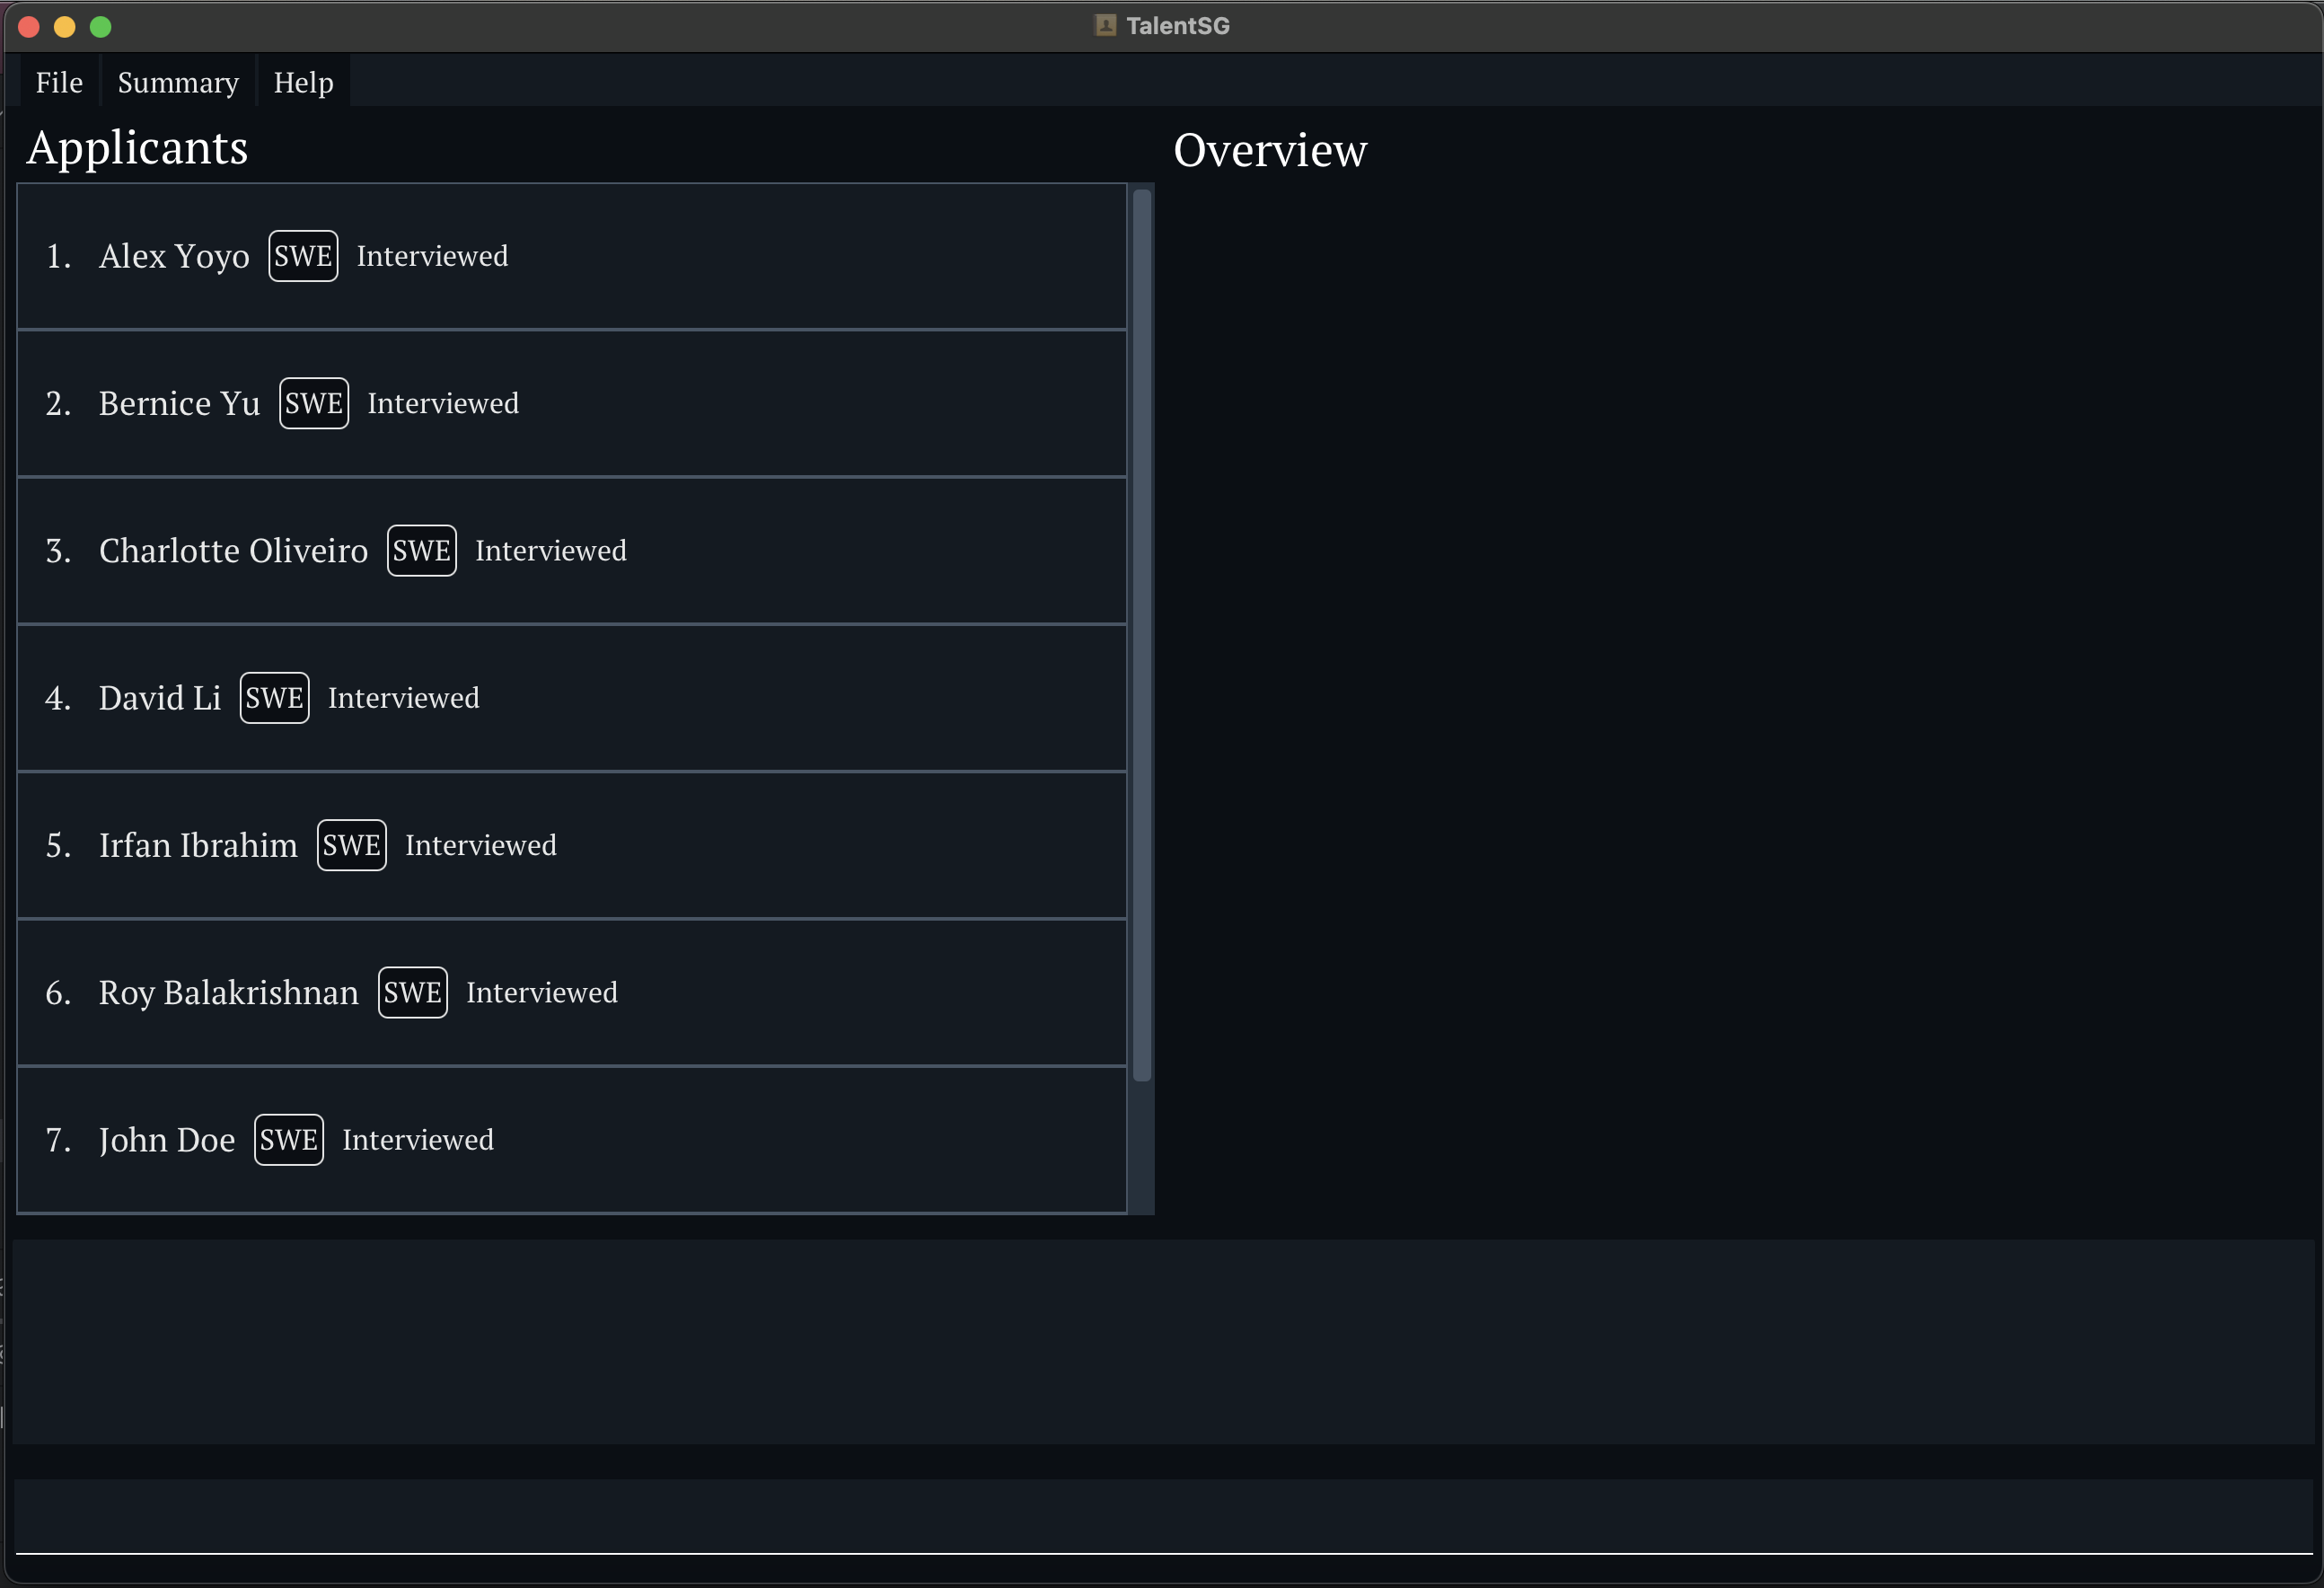 TalentSG
File Summary Help
Applicants
Overview
1. Alex Yoyo SWE Interviewed
2. Bernice Yu SWE Interviewed
3. Charlotte Oliveiro SWE Interviewed
4. David Li SWE Interviewed
5. Irfan Ibrahim SWE Interviewed
6. Roy Balakrishnan SWE Interviewed
7. John Doe SWE Interviewed